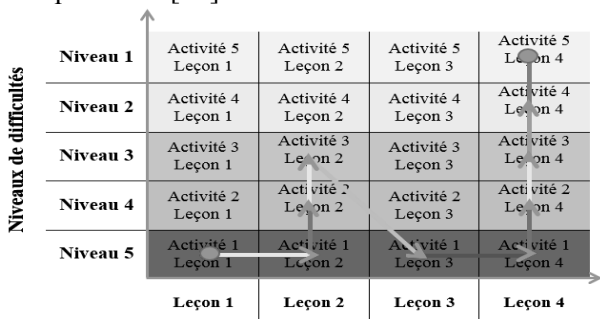 Niveaux de difficultés
Niveau 1
Activité 5 Activité 5 Activité 5 Activité 5
Leçon 1 Leçon 2 Leçon 3 Leçon 4
Niveau 2
Activité 4 Activité 4 Activité 4 Activité 4
Leçon 1 Leçon 2 Leçon 3 Leçon 4
Niveau 3
Activité 3 Activité 3 Activité 3 Activité 3
Leçon 1 Leçon 2 Leçon 3 Leçon 4
Niveau 4
Activité 2 Activité 2 Activité 2 Activité 2
Leçon 1 Leçon 2 Leçon 3 Leçon 4
Niveau 5
Activité 1 Activité 1 Activité 1 Activité 1
Leçon 1 Leçon 2 Leçon 3 Leçon 4
Leçon 1 Leçon 2 Leçon 3 Leçon 4